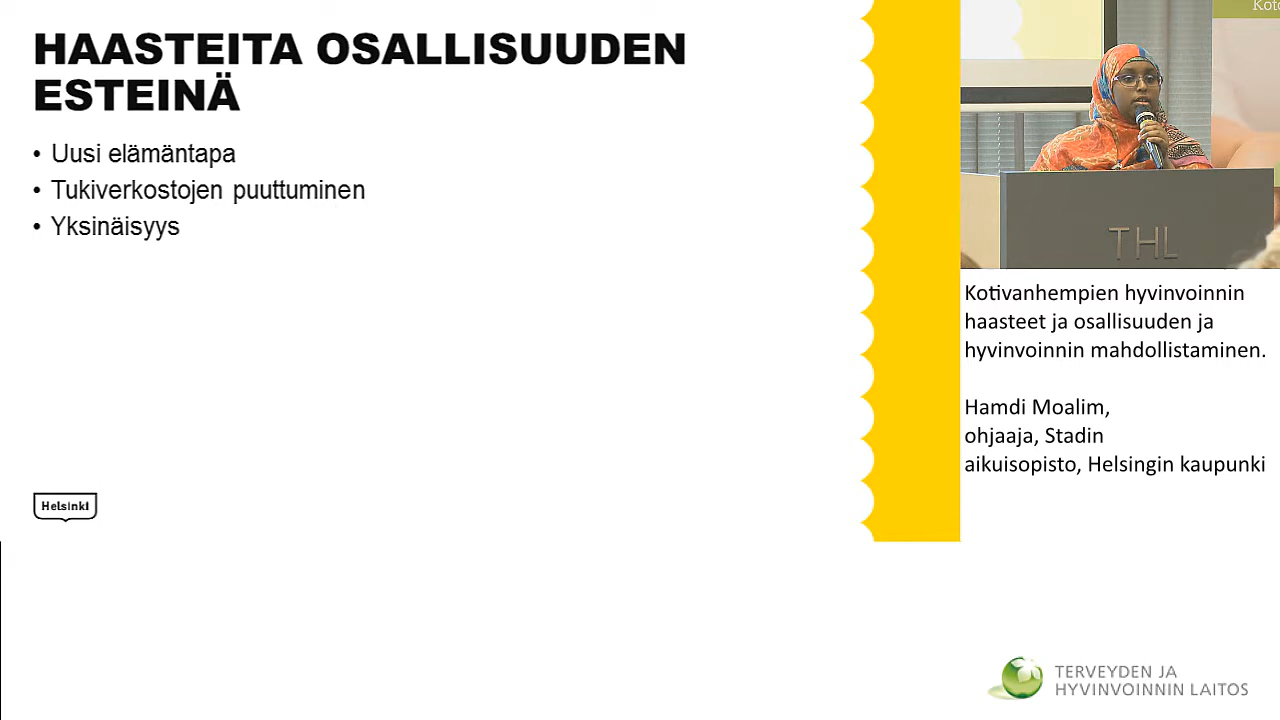 HAASTEITA OSALLISUUDEN
ESTEINÄ
• Uusi elämäntapa
• Tukiverkostojen puuttuminen
• Yksinäisyys
Helsinki
THL
Kotivanhempien hyvinvoinnin
haasteet ja osallisuuden ja
hyvinvoinnin mahdollistaminen.
Hamdi Moalim,
ohjaaja, Stadin
aikuisopisto, Helsingin kaupunki
TERVEYDEN JA
HYVINVOINNIN LAITOS